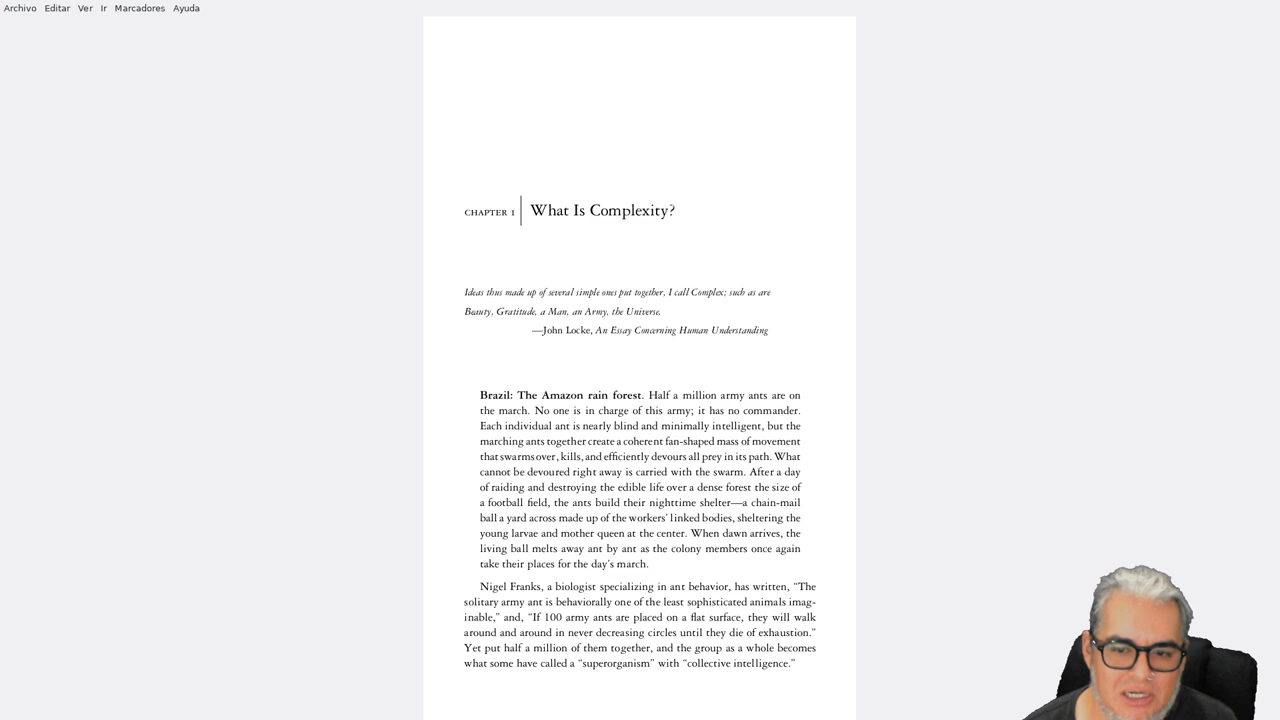 Archivo Editar Ver Ir Marcadores Ayuda
CHAPTER 1 | What Is Complexity?
Ideas thus made up of several simple ones put together, I call Complex; such as are
Beauty, Gratitude, a Man, an Army, the Universe.
—John Locke, An Essay Concerning Human Understanding
Brazil: The Amazon rain forest. Half a million army ants are on
the march. No one is in charge of this army; it has no commander.
Each individual ant is nearly blind and minimally intelligent, but the
marching ants together create a coherent fan-shaped mass of movement
that swarms over, kills, and efficiently devours all prey in its path. What
cannot be devoured right away is carried with the swarm. After a day
of raiding and destroying the edible life over a dense forest the size of
a football field, the ants build their nighttime shelter—a chain-mail
ball a yard across made up of the workers’ linked bodies, sheltering the
young larvae and mother queen at the center. When dawn arrives, the
living ball melts away ant by ant as the colony members once again
take their places for the day’s march.
Nigel Franks, a biologist specializing in ant behavior, has written, “The
solitary army ant is behaviorally one of the least sophisticated animals imag-
inable,” and, “If 100 army ants are placed on a flat surface, they will walk
around and around in never decreasing circles until they die of exhaustion.”
Yet put half a million of them together, and the group as a whole becomes
what some have called a “superorganism” with “collective intelligence.”